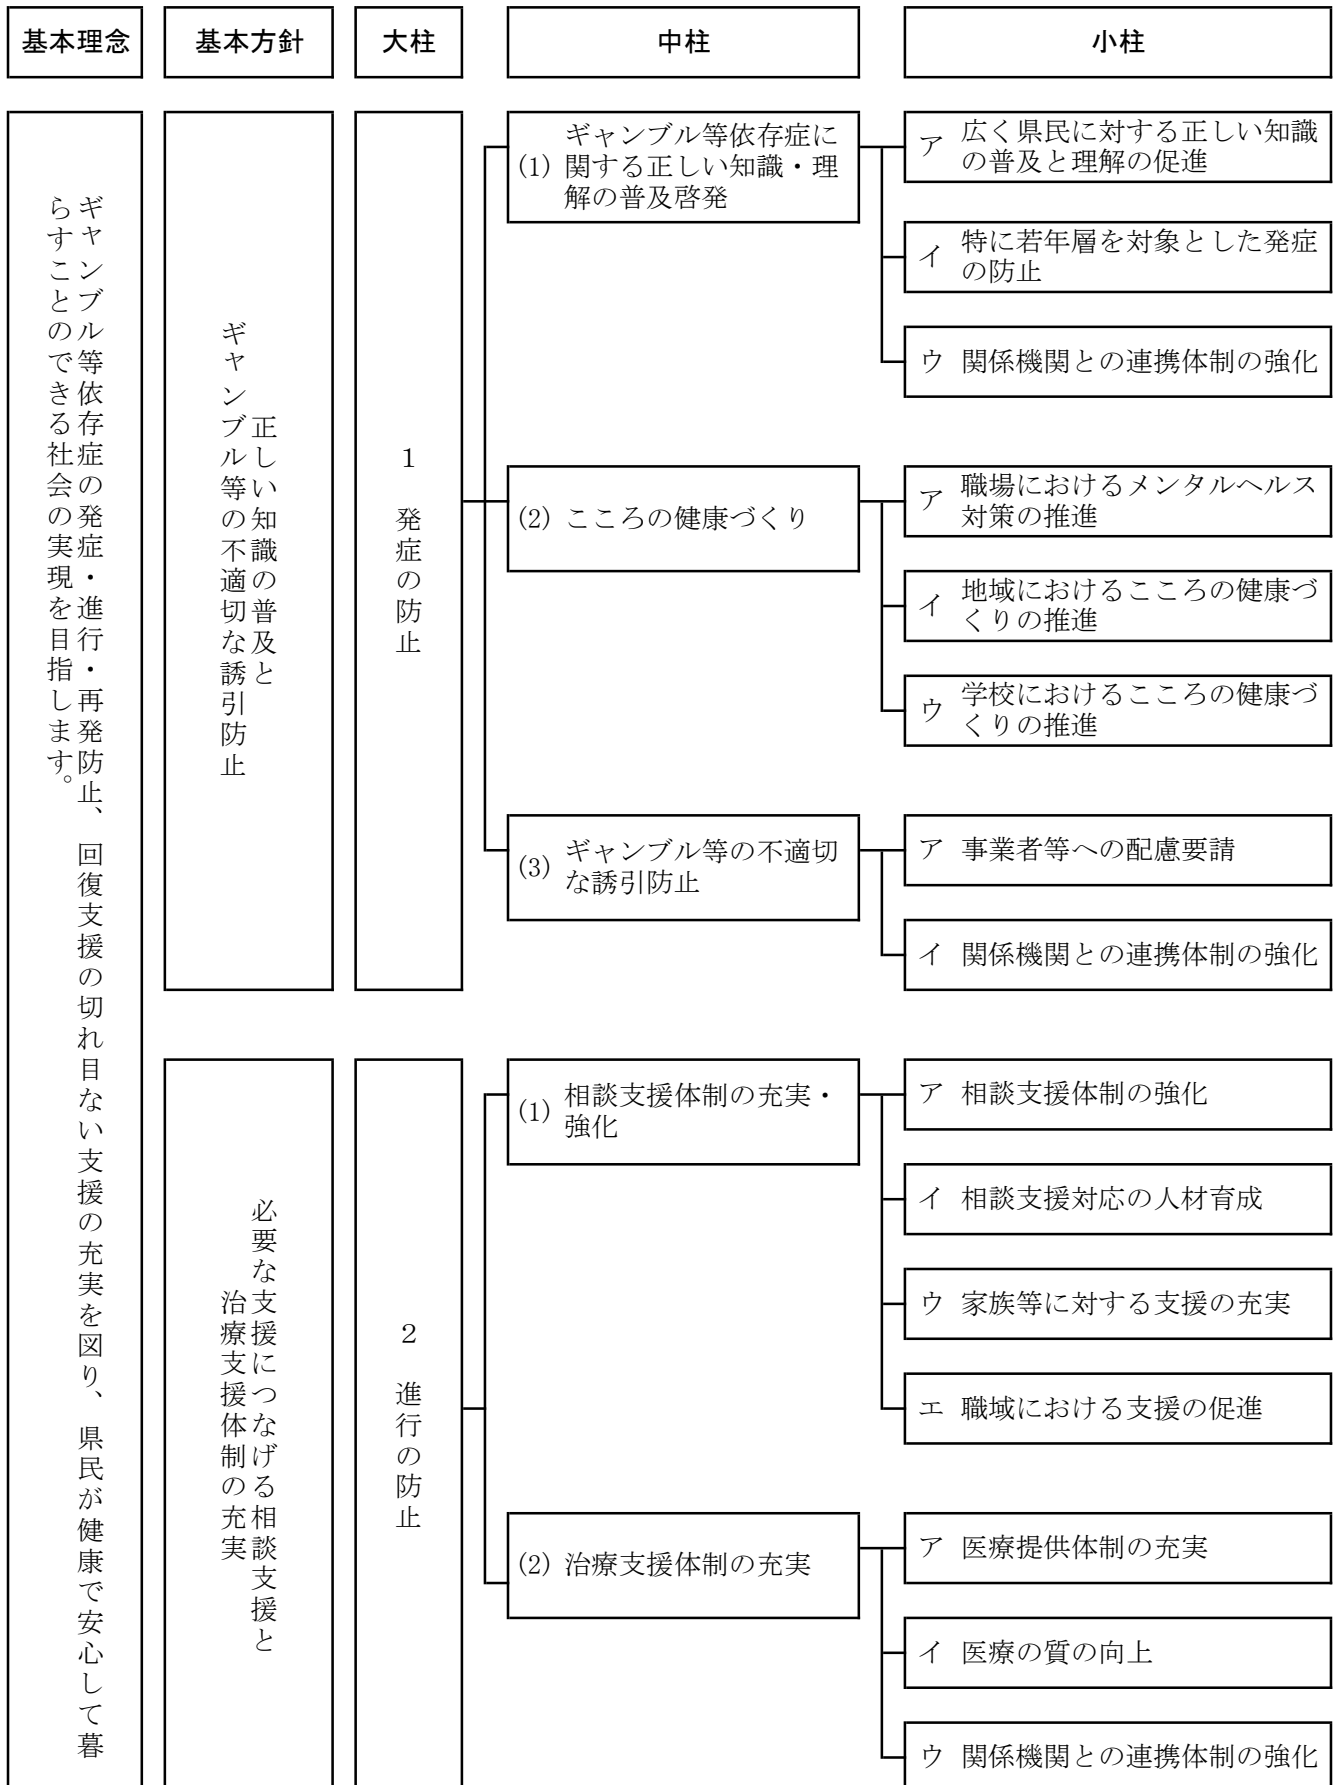 基本理念
基本方針
大柱
中柱
小柱
ギャンブル等依存症の発症・進行・再発防止、回復支援の切れ目ない支援の充実を図り、県民が健康で安心して暮
らすことのできる社会の実現を目指します。
正しい知識の普及と
ギャンブル等の不適切な誘引防止
1 発症の防止
(1) ギャンブル等依存症に
関する正しい知識・理
解の普及啓発
ア 広く県民に対する正しい知識
の普及と理解の促進
イ 特に若年層を対象とした発症
の防止
ウ 関係機関との連携体制の強化
(2) こころの健康づくり
ア 職場におけるメンタルヘルス
対策の推進
イ 地域におけるこころの健康づ
くりの推進
ウ 学校におけるこころの健康づ
くりの推進
(3) ギャンブル等の不適切
な誘引防止
ア 事業者等への配慮要請
イ 関係機関との連携体制の強化
必要な支援につなげる相談支援と
治療支援体制の充実
2 進行の防止
(1) 相談支援体制の充実・
強化
ア 相談支援体制の強化
イ 相談支援対応の人材育成
ウ 家族等に対する支援の充実
エ 職域における支援の促進
(2) 治療支援体制の充実
ア 医療提供体制の充実
イ 医療の質の向上
ウ 関係機関との連携体制の強化